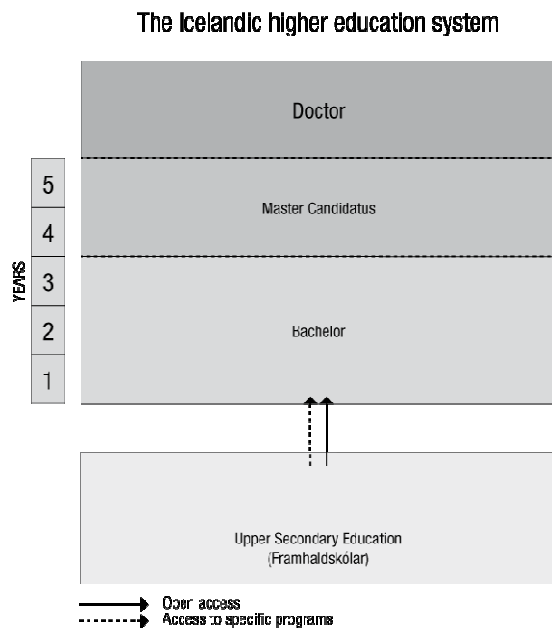 The Icelandic higher education system
Doctor
5
Master Candidatus
4
YEARS
3
2
Bachelor
1
Upper Secondary Education
(Framhaldskólar)
Open access
Access to specific programs